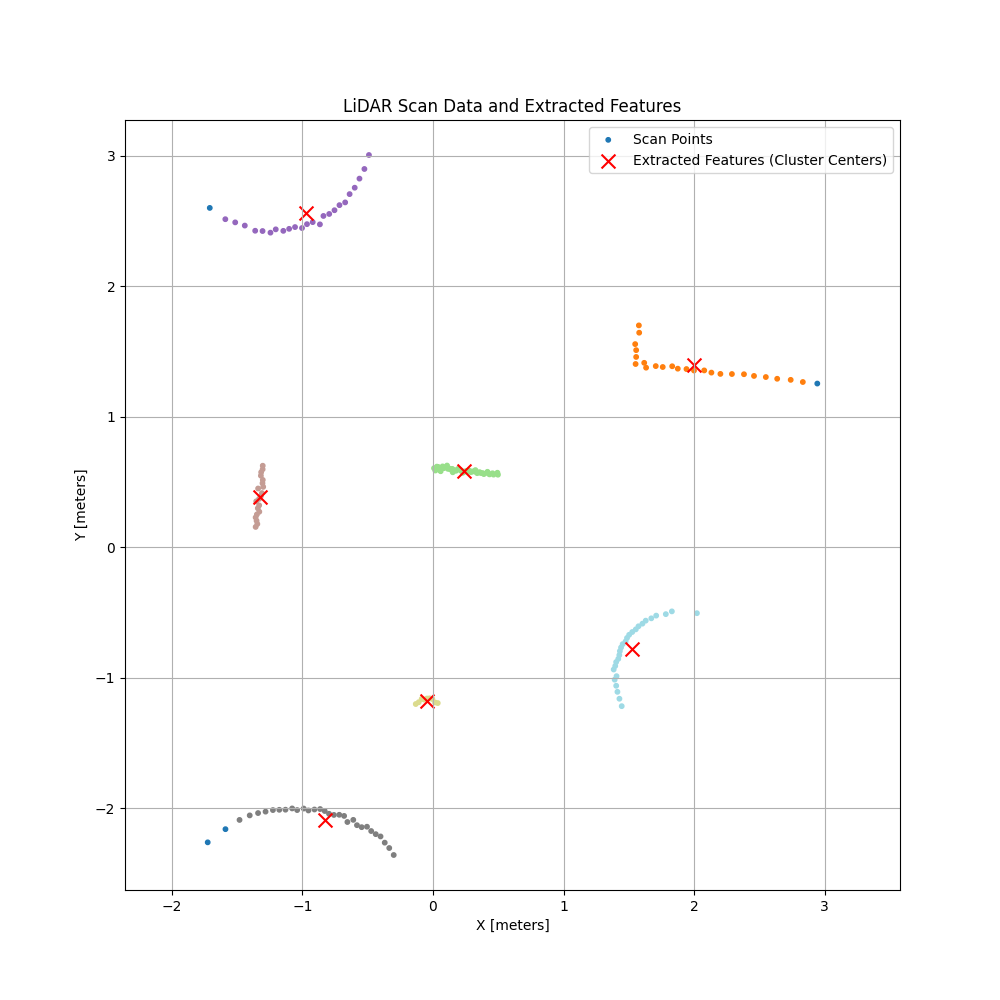 LiDAR Scan Data and Extracted Features
Scan Points
Extracted Features (Cluster Centers)
3
2
1
0
−1
−2
Y [meters]
−2 −1 0 1 2 3
X [meters]